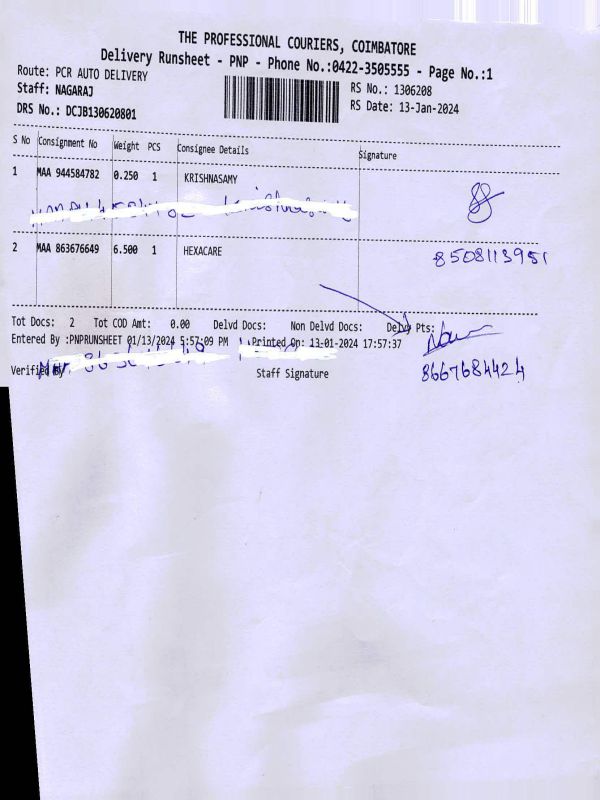 THE PROFESSIONAL COURIERS, COIMBATORE
Delivery Runsheet - PNP - Phone No.:0422-3505555 - Page No.:1
Route: PCR AUTO DELIVERY
RS No.: 1306208
Staff: NAGARAJ
RS Date: 13-Jan-2024
DRS No.: DCJB130620801
S No Consignment No Weight PCS Consignee Details Signature
1 MAA 944584782 0.250 1 KRISHNASAMY
2 MAA 863676649 6.500 1 HEXACARE
8508113951
Tot Docs: 2 Tot COD Amt: 0.00 Delvd Docs: Non Delvd Docs: Delvd Pts:
Entered By :PNPRUNSHEET 01/13/2024 5:57:09 PM Printed On: 13-01-2024 17:57:37
Verified By Staff Signature
8667684424